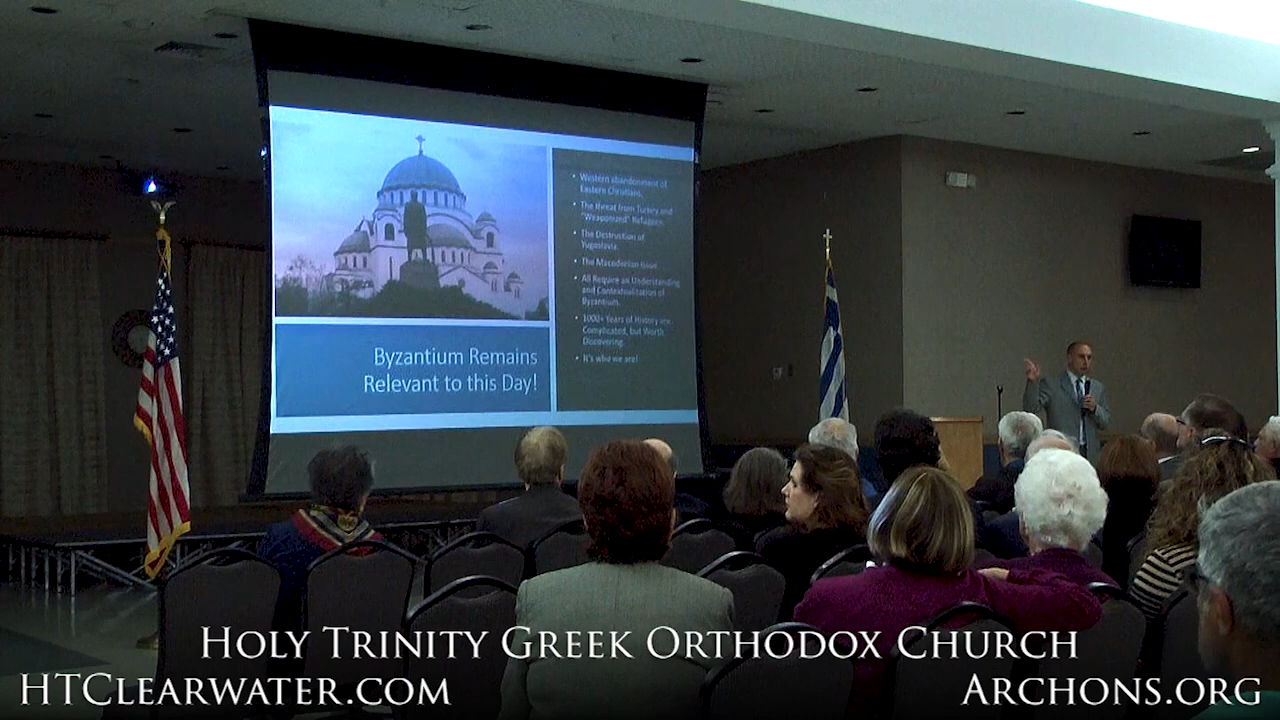 Byzantium Remains
Relevant to this Day!
• Western abandonment of
Eastern Christians.
• The threat from Turkey and
"Weaponized" Refugees.
• The Destruction of
Yugoslavia.
• The Macedonian Issue
• All Require an Understanding
and Contextualization of
Byzantium.
• 1000+ Years of History are
Complicated, but Worth
Discovering.
• It's who we are!
Holy Trinity Greek Orthodox Church
HTClearwater.com
Archons.org